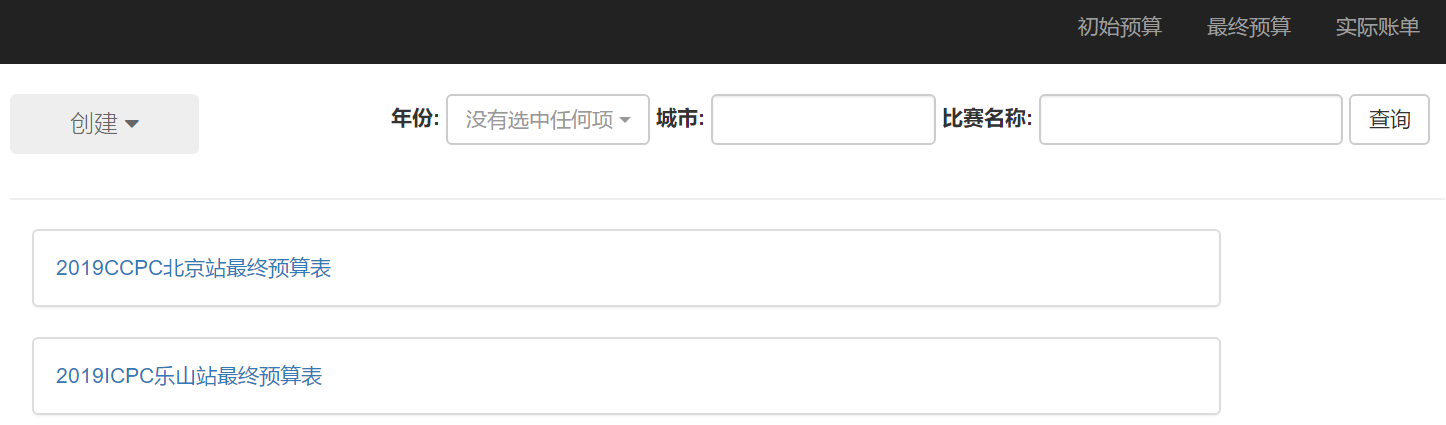 初始预算 最终预算 实际账单
创建 年份: 没有选中任何项 城市: 比赛名称: 查询
2019CCPC北京站最终预算表
2019ICPC乐山站最终预算表